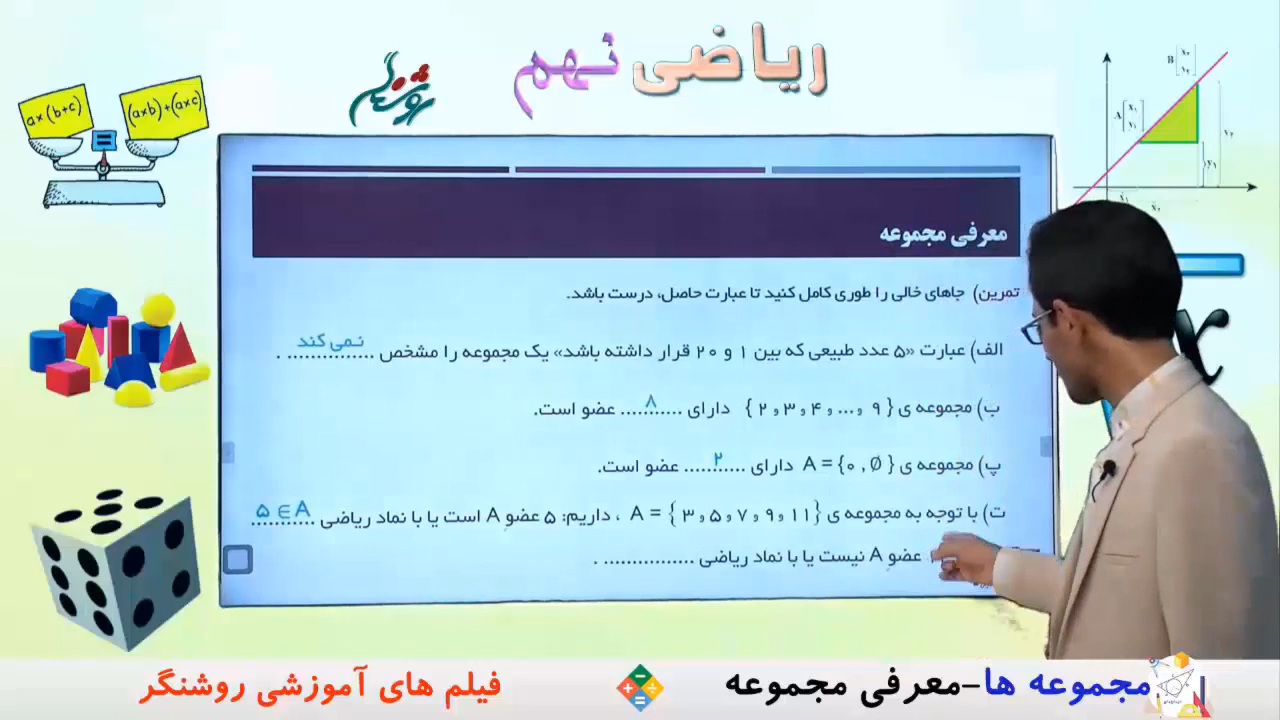 ریاضی نهم
روشنگر
a×(b+c)
(a×b)+(a×c)
=
معرفی مجموعه
تمرین) جاهای خالی را طوری کامل کنید تا عبارت حاصل، درست باشد.
الف) عبارت «۵ عدد طبیعی که بین ۱ و ۲۰ قرار داشته باشد» یک مجموعه را مشخص ....نمی کند.... .
ب) مجموعه ی {۲ , ۳ , ۴ , ... , ۹} دارای ....۸.... عضو است.
پ) مجموعه ی A = {۰ , Ø} دارای ....۲.... عضو است.
ت) با توجه به مجموعه ی A = {۳ , ۵ , ۷ , ۹ , ۱۱} ، داریم: ۵ عضوِ A است یا با نماد ریاضی ....۵ ∈ A....
عضوِ A نیست یا با نماد ریاضی ................ .
x
مجموعه ها-معرفی مجموعه
فیلم های آموزشی روشنگر